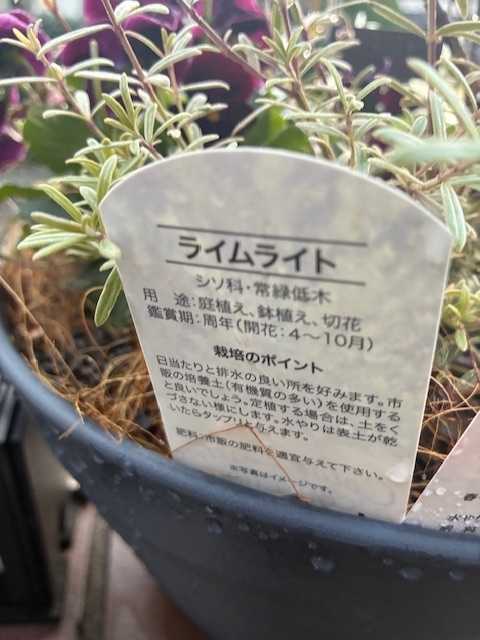 ライムライト
シソ科・常緑低木
用　途：庭植え、鉢植え、切花
鑑賞期：周年（開花：4～10月）
栽培のポイント
日当たりと排水の良い所を好みます。市
販の培養土（有機質の多い）を使用する
と良いでしょう。定植する場合は、土をく
づさない様にします。水やりは表土が乾
いたらタップリ与えます。
肥料：市販の肥料を適宜与えて下さい。
※写真はイメージです。
春